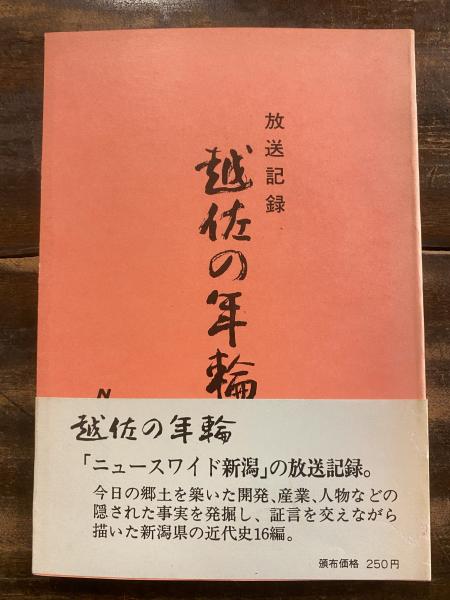 放送記録
越佐の年輪
N
越佐の年輪
「ニュースワイド新潟」の放送記録。
今日の郷土を築いた開発、産業、人物などの
隠された事実を発掘し、証言を交えながら
描いた新潟県の近代史16編。
頒布価格 250円